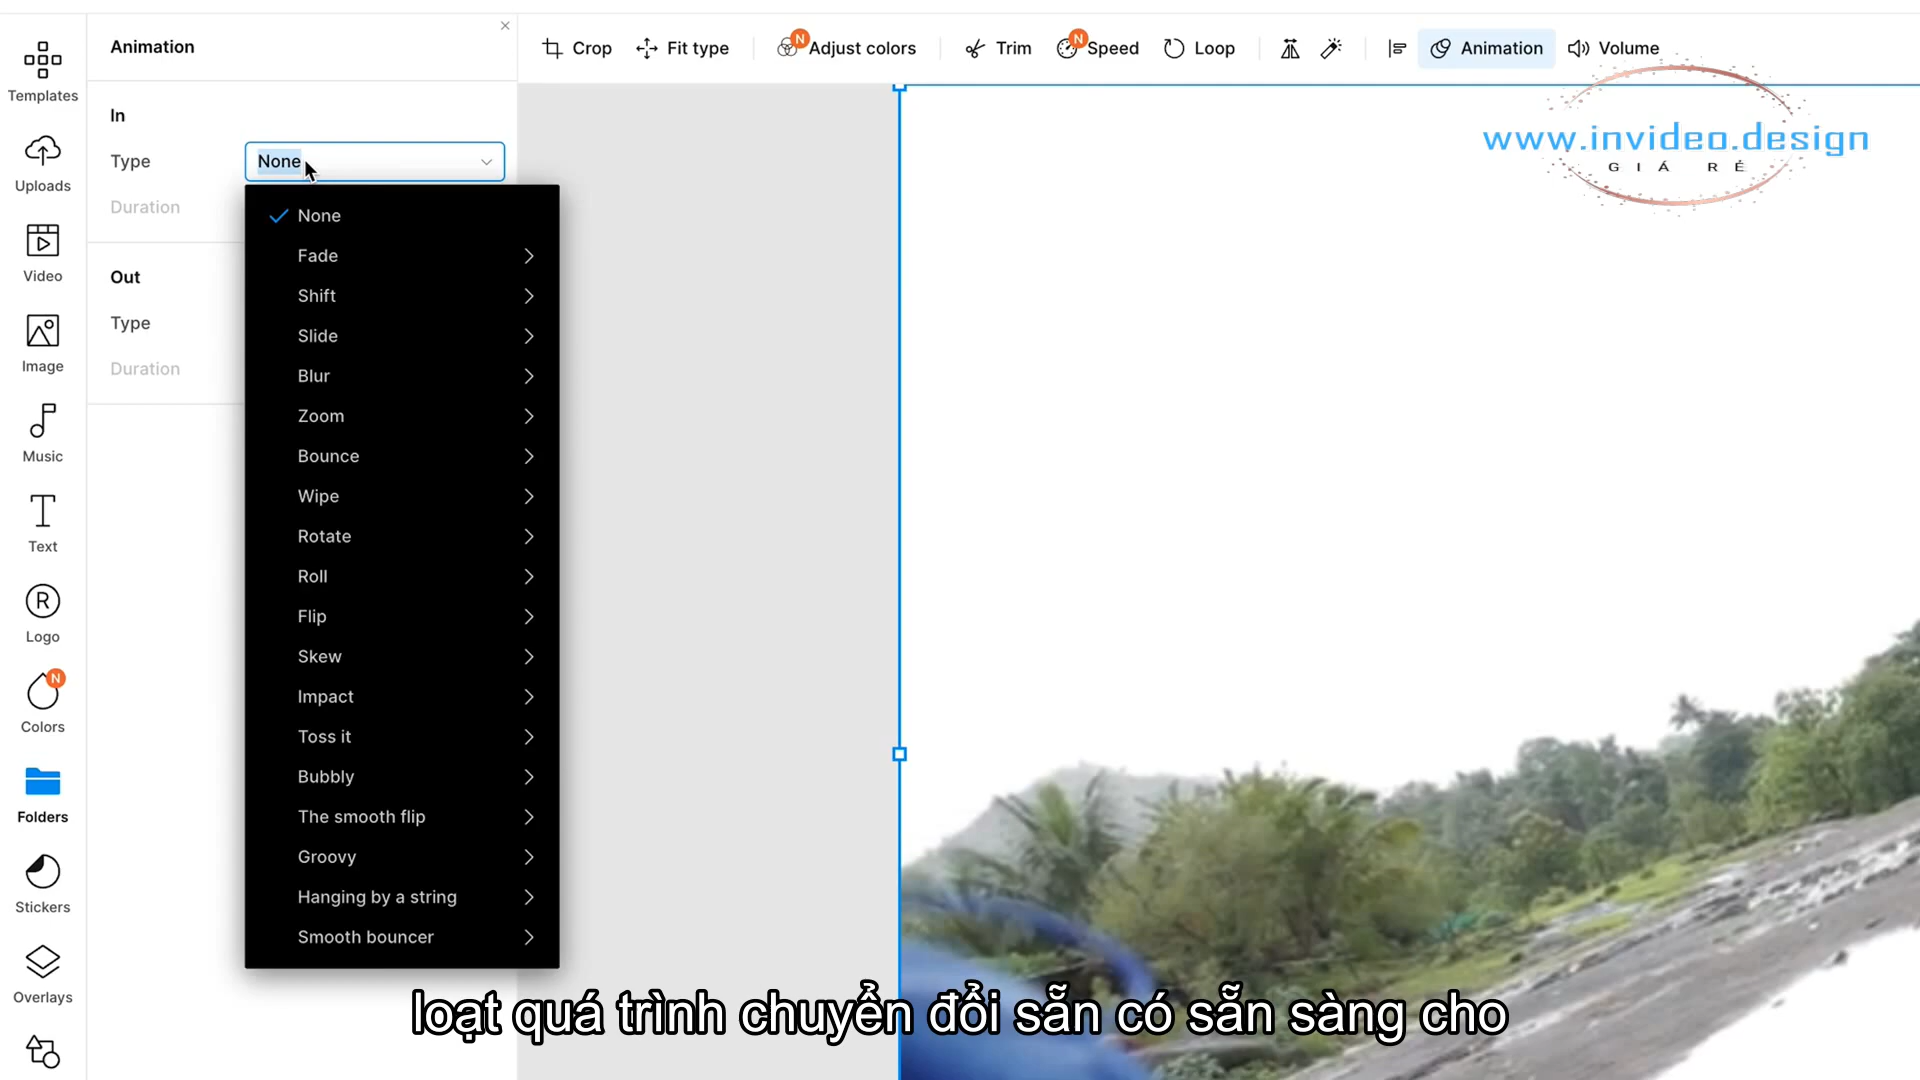 Animation
Crop
Fit type
N
Adjust colors
Trim
N
Speed
Loop
Animation
Volume
www.invideo.design
GIÁ RẺ
Templates
Uploads
Video
Image
Music
Text
R
Logo
N
Colors
Folders
Stickers
Overlays
In
Type
None
Duration
Out
Type
Duration
None
Fade
Shift
Slide
Blur
Zoom
Bounce
Wipe
Rotate
Roll
Flip
Skew
Impact
Toss it
Bubbly
The smooth flip
Groovy
Hanging by a string
Smooth bouncer
loạt quá trình chuyển đổi sẵn có sẵn sàng cho